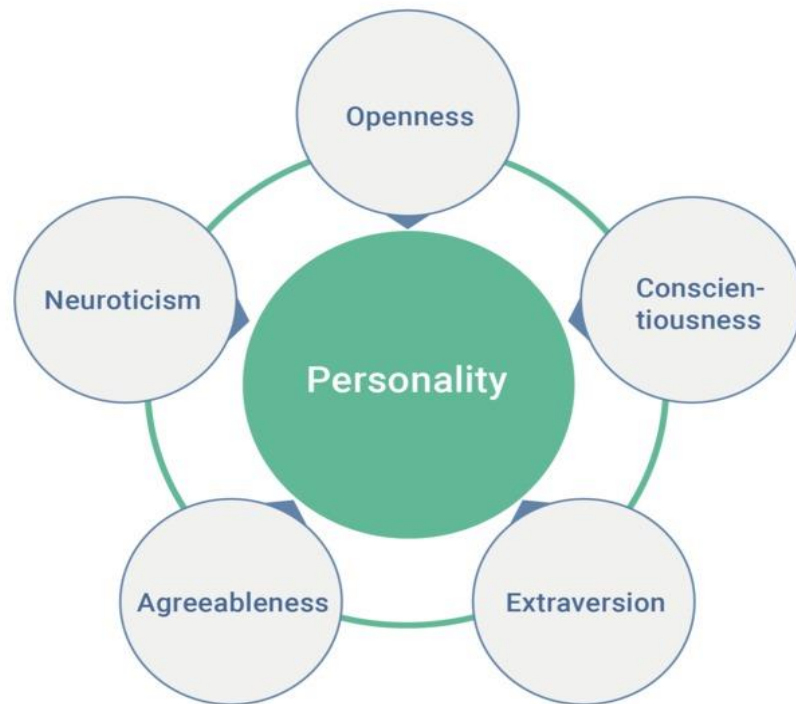 Openness
Neuroticism
Conscien-
tiousness
Personality
Agreeableness
Extraversion